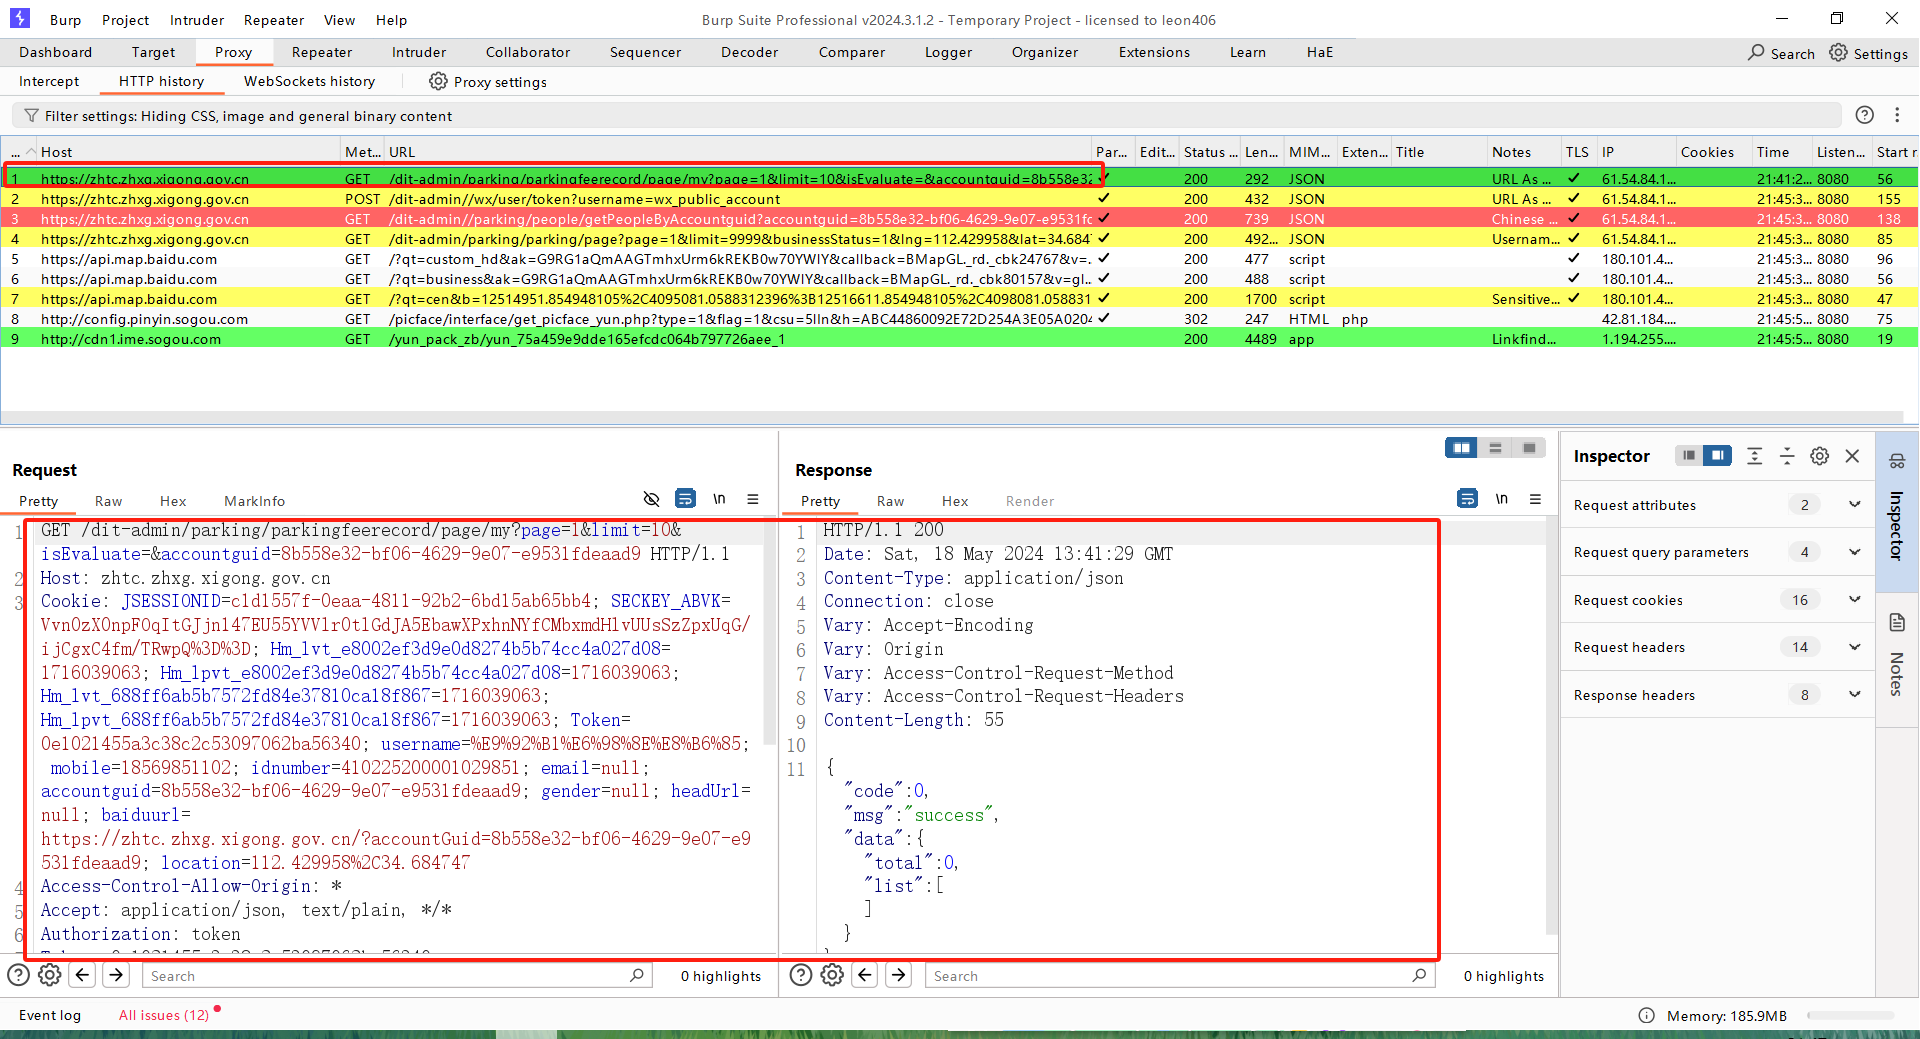 Burp Project Intruder Repeater View Help Burp Suite Professional v2024.3.1.2 - Temporary Project - licensed to leon406
Dashboard Target Proxy Repeater Intruder Collaborator Sequencer Decoder Comparer Logger Organizer Extensions Learn HaE Search Settings
Intercept HTTP history WebSockets history Proxy settings
Filter settings: Hiding CSS, image and general binary content
... Host Met... URL Par... Edit... Status ... Len... MIM... Exten... Title Notes TLS IP Cookies Time Listen... Start r
1 https://zhtc.zhxg.xigong.gov.cn GET /dit-admin/parking/parkingfeerecord/page/my?page=1&limit=10&isEvaluate=&accountguid=8b558e32 ✓ 200 292 JSON URL As ... ✓ 61.54.84.1... 21:41:2... 8080 56
2 https://zhtc.zhxg.xigong.gov.cn POST /dit-admin//wx/user/token?username=wx_public_account ✓ 200 432 JSON URL As ... ✓ 61.54.84.1... 21:45:3... 8080 155
3 https://zhtc.zhxg.xigong.gov.cn GET /dit-admin//parking/people/getPeopleByAccountguid?accountguid=8b558e32-bf06-4629-9e07-e9531fc ✓ 200 739 JSON Chinese ... ✓ 61.54.84.1... 21:45:3... 8080 138
4 https://zhtc.zhxg.xigong.gov.cn GET /dit-admin/parking/parking/page?page=1&limit=9999&businessStatus=1&lng=112.429958&lat=34.684 ✓ 200 492... JSON Usernam... ✓ 61.54.84.1... 21:45:3... 8080 85
5 https://api.map.baidu.com GET /?qt=custom_hd&ak=G9RG1aQmAAGTmhxUrm6kREKB0w70YWIY&callback=BMapGL._rd._cbk24767&v=. ✓ 200 477 script ✓ 180.101.4... 21:45:3... 8080 96
6 https://api.map.baidu.com GET /?qt=business&ak=G9RG1aQmAAGTmhxUrm6kREKB0w70YWIY&callback=BMapGL._rd._cbk80157&v=gl... ✓ 200 488 script ✓ 180.101.4... 21:45:3... 8080 56
7 https://api.map.baidu.com GET /?qt=cen&b=12514951.854948105%2C4095081.0588312396%3B12516611.854948105%2C4098081.058831 ✓ 200 1700 script Sensitive... ✓ 180.101.4... 21:45:3... 8080 47
8 http://config.pinyin.sogou.com GET /picface/interface/get_picface_yun.php?type=1&flag=1&csu=5lln&h=ABC44860092E72D254A3E05A0204 ✓ 302 247 HTML php 42.81.184.... 21:45:5... 8080 75
9 http://cdn1.ime.sogou.com GET /yun_pack_zb/yun_75a459e9dde165efcdc064b797726aee_1 200 4489 app Linkfind... 1.194.255.... 21:45:5... 8080 19
Request
Pretty Raw Hex MarkInfo \n
1 GET /dit-admin/parking/parkingfeerecord/page/my?page=1&limit=10&
isEvaluate=&accountguid=8b558e32-bf06-4629-9e07-e9531fdeaad9 HTTP/1.1
2 Host: zhtc.zhxg.xigong.gov.cn
3 Cookie: JSESSIONID=c1d1557f-0eaa-4811-92b2-6bd15ab65bb4; SECKEY_ABVK=
Vvn0zX0npF0qItGJjnl47EU55YVVlr0tlGdJA5EbawXPxhnNYfCMbxmdHlvUUsSzZpxUqG/
ijCgxC4fm/TRwpQ%3D%3D; Hm_lvt_e8002ef3d9e0d8274b5b74cc4a027d08=
1716039063; Hm_lpvt_e8002ef3d9e0d8274b5b74cc4a027d08=1716039063;
Hm_lvt_688ff6ab5b7572fd84e37810ca18f867=1716039063;
Hm_lpvt_688ff6ab5b7572fd84e37810ca18f867=1716039063; Token=
0e1021455a3c38c2c53097062ba56340; username=%E9%92%B1%E6%98%8E%E8%B6%85;
mobile=18569851102; idnumber=410225200001029851; email=null;
accountguid=8b558e32-bf06-4629-9e07-e9531fdeaad9; gender=null; headUrl=
null; baiduurl=
https://zhtc.zhxg.xigong.gov.cn/?accountGuid=8b558e32-bf06-4629-9e07-e9
531fdeaad9; location=112.429958%2C34.684747
4 Access-Control-Allow-Origin: *
5 Accept: application/json, text/plain, */*
6 Authorization: token
Search 0 highlights
Response
Pretty Raw Hex Render \n
1 HTTP/1.1 200
2 Date: Sat, 18 May 2024 13:41:29 GMT
3 Content-Type: application/json
4 Connection: close
5 Vary: Accept-Encoding
6 Vary: Origin
7 Vary: Access-Control-Request-Method
8 Vary: Access-Control-Request-Headers
9 Content-Length: 55
10
11 {
"code":0,
"msg":"success",
"data":{
"total":0,
"list":[
]
}
Search 0 highlights
Inspector
Request attributes 2
Request query parameters 4
Request cookies 16
Request headers 14
Response headers 8
Inspector
Notes
Event log All issues (12) Memory: 185.9MB